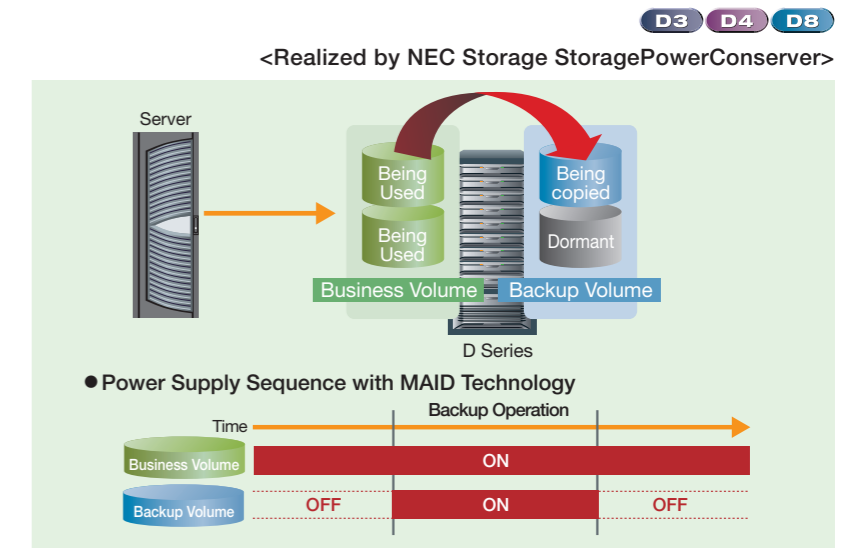 D3 D4 D8
<Realized by NEC Storage StoragePowerConserver>
Server
Being
Used
Being
copied
Being
Used
Dormant
Business Volume
Backup Volume
D Series
●Power Supply Sequence with MAID Technology
Backup Operation
Time
Business Volume
ON
Backup Volume
OFF
ON
OFF